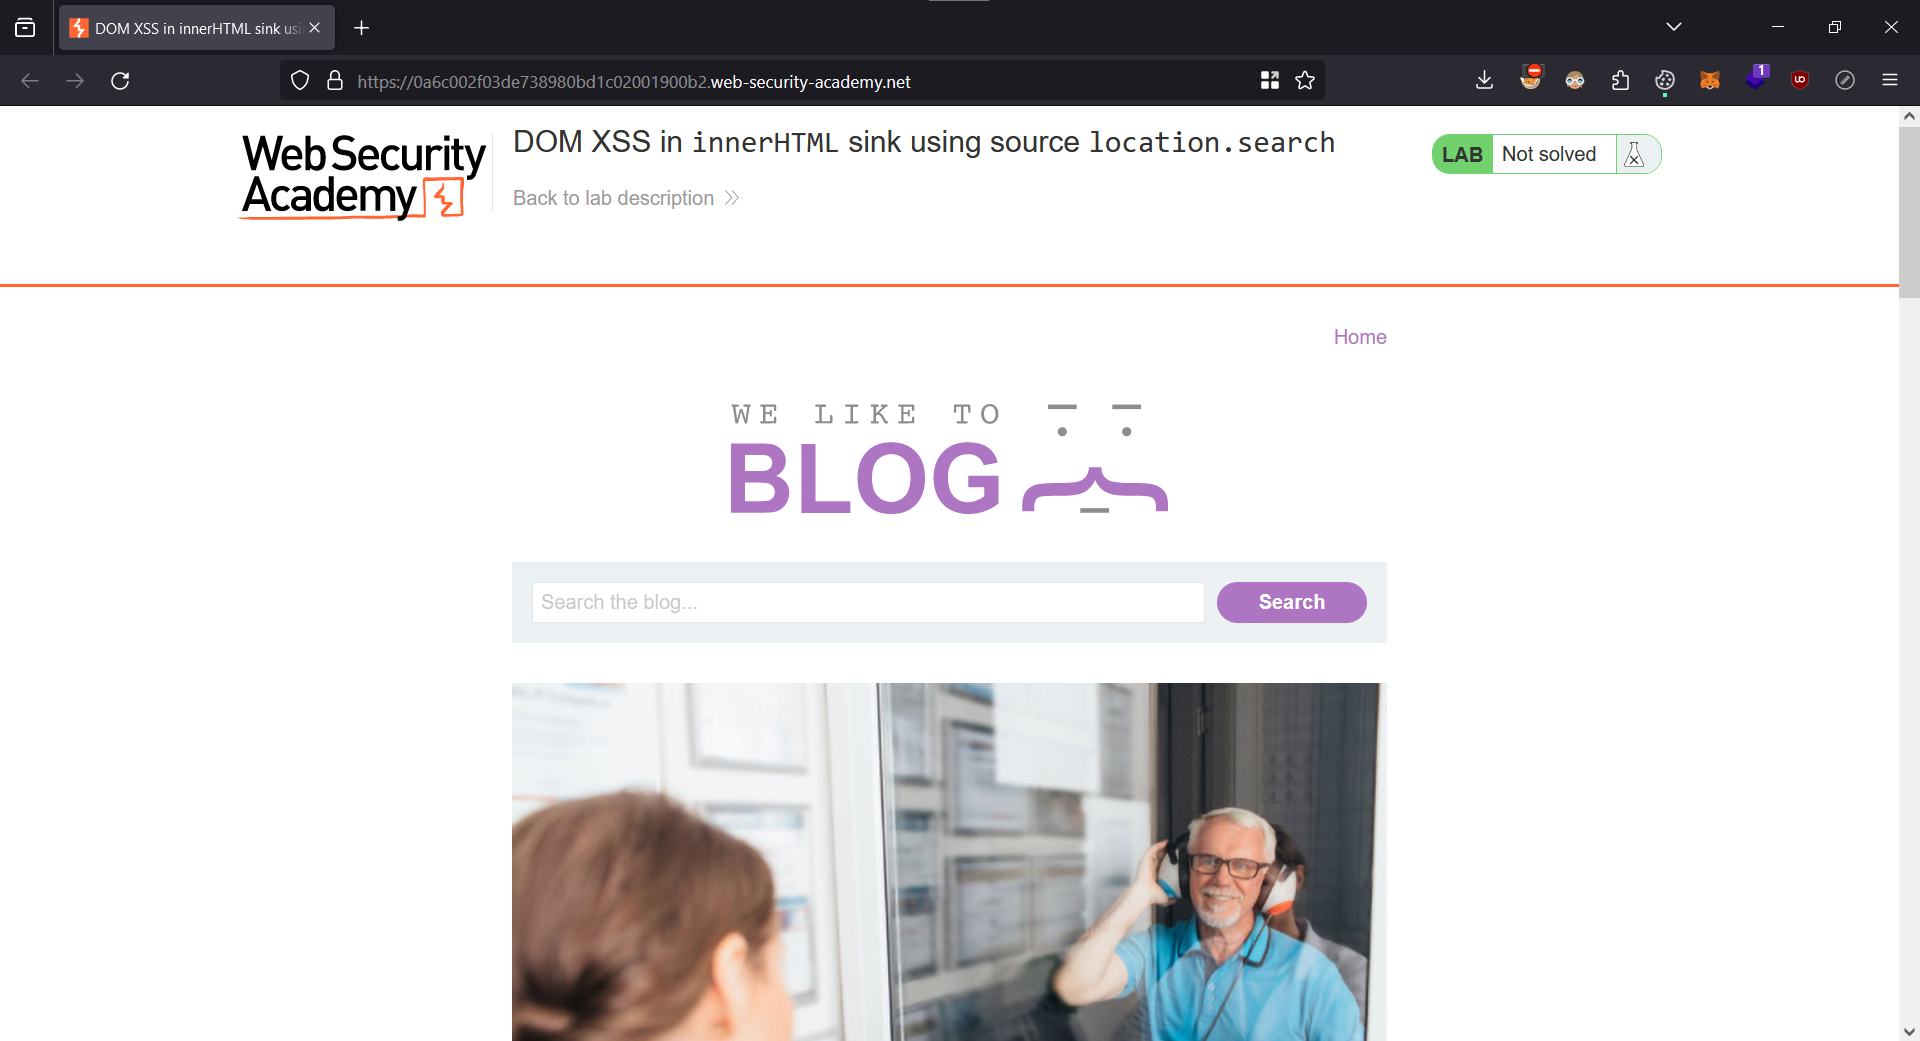 DOM XSS in innerHTML sink usi
1
https://0a6c002f03de738980bd1c02001900b2.web-security-academy.net
Web Security
Academy
DOM XSS in innerHTML sink using source location.search
Back to lab description
LAB Not solved
Home
WE LIKE TO
BLOG
Search the blog...
Search